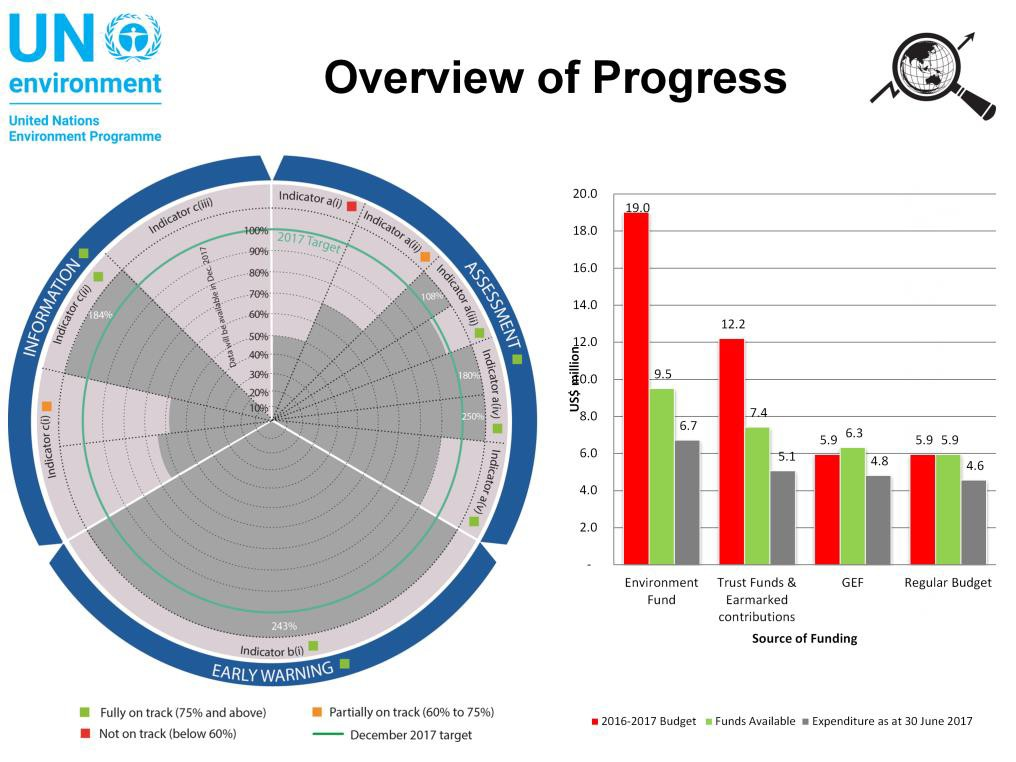 UN
environment
United Nations
Environment Programme
Overview of Progress
INFORMATION
ASSESSMENT
EARLY WARNING
Indicator c(iii)
Indicator a(i)
Indicator a(ii)
Indicator a(iii)
Indicator a(iv)
Indicator a(v)
Indicator b(i)
Indicator c(i)
Indicator c(ii)
2017 Target
Data will be available in Dec 2017
100%
90%
80%
70%
60%
50%
40%
30%
20%
10%
108%
180%
250%
243%
184%
Fully on track (75% and above)
Partially on track (60% to 75%)
Not on track (below 60%)
December 2017 target
US$ million
20.0
18.0
16.0
14.0
12.0
10.0
8.0
6.0
4.0
2.0
-
19.0
9.5
6.7
12.2
7.4
5.1
5.9
6.3
4.8
5.9
5.9
4.6
Environment
Fund
Trust Funds &
Earmarked
contributions
GEF
Regular Budget
Source of Funding
2016-2017 Budget
Funds Available
Expenditure as at 30 June 2017